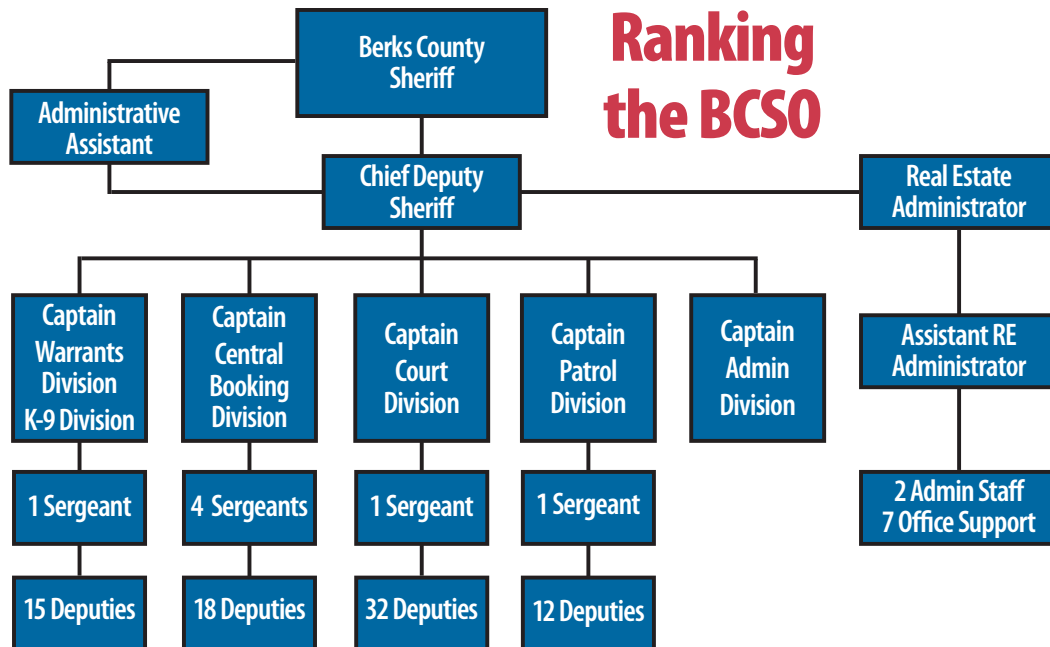 Ranking
the BCSO
Berks County
Sheriff
Administrative
Assistant
Chief Deputy
Sheriff
Real Estate
Administrator
Captain
Warrants
Division
K-9 Division
Captain
Central
Booking
Division
Captain
Court
Division
Captain
Patrol
Division
Captain
Admin
Division
Assistant RE
Administrator
1 Sergeant
4 Sergeants
1 Sergeant
1 Sergeant
2 Admin Staff
7 Office Support
15 Deputies
18 Deputies
32 Deputies
12 Deputies